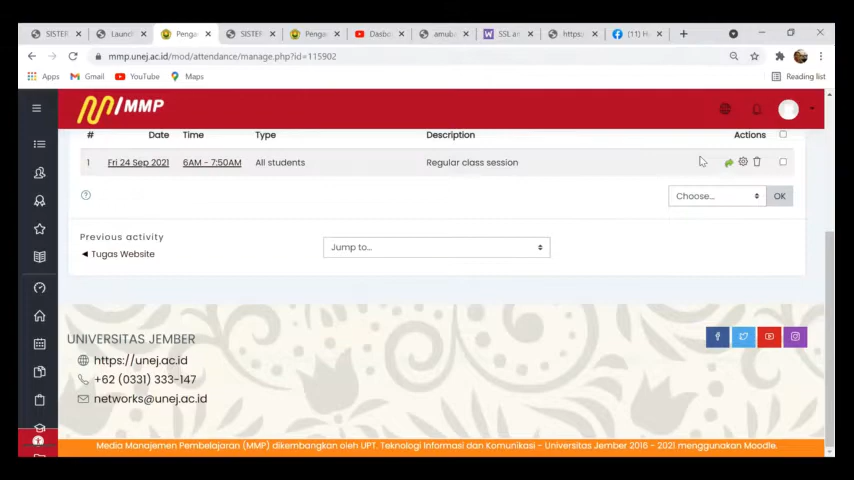 SISTER
Launch
Penga
SISTER
Penga
Dasbo
amuba
SSL an
https:
(11) H
mmp.unej.ac.id/mod/attendance/manage.php?id=115902
Apps
Gmail
YouTube
Maps
Reading list
MMP
# Date Time Type Description Actions
1 Fri 24 Sep 2021 6AM - 7:50AM All students Regular class session
Choose... OK
Previous activity
◄ Tugas Website
Jump to...
UNIVERSITAS JEMBER
https://unej.ac.id
+62 (0331) 333-147
networks@unej.ac.id
Media Manajemen Pembelajaran (MMP) dikembangkan oleh UPT. Teknologi Informasi dan Komunikasi - Universitas Jember 2016 - 2021 menggunakan Moodle.